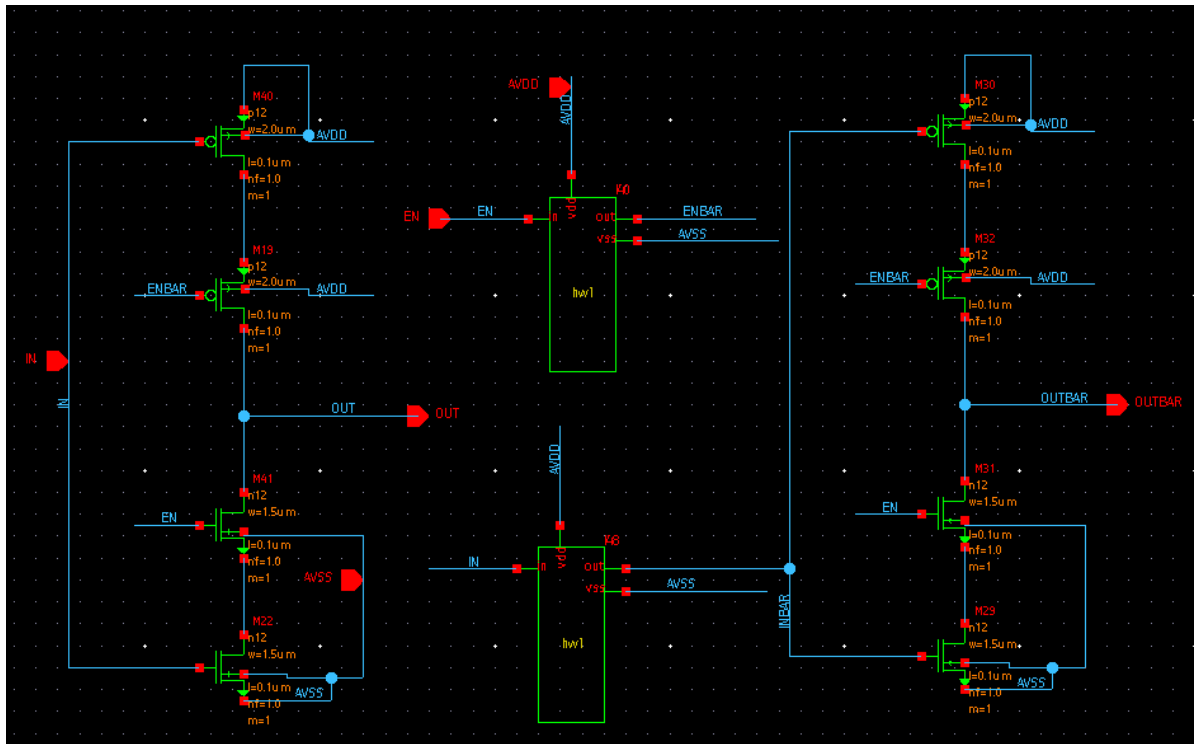 M40
p12
w=2.0um
AVDD
l=0.1um
nf=1.0
m=1
M19
p12
w=2.0um
ENBAR
AVDD
l=0.1um
nf=1.0
m=1
IN
IN
OUT
OUT
M41
n12
w=1.5um
EN
l=0.1um
nf=1.0
m=1
AVSS
M22
n12
w=1.5um
l=0.1um
AVSS
nf=1.0
m=1
AVDD
AVDD
I40
EN
EN
in
vdd
out
ENBAR
vss
AVSS
hw1
AVDD
IN
in
vdd
out
vss
AVSS
hw1
INBAR
M30
p12
w=2.0um
AVDD
l=0.1um
nf=1.0
m=1
M32
p12
w=2.0um
ENBAR
AVDD
l=0.1um
nf=1.0
m=1
OUTBAR
OUTBAR
M31
n12
w=1.5um
EN
l=0.1um
nf=1.0
m=1
M29
n12
w=1.5um
l=0.1um
AVSS
nf=1.0
m=1